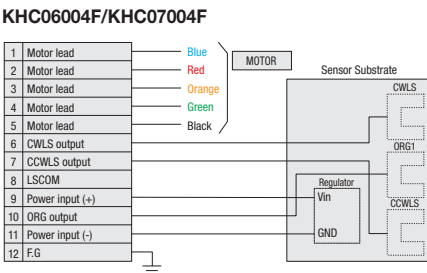 KHC06004F/KHC07004F
1 Motor lead Blue
2 Motor lead Red
3 Motor lead Orange
4 Motor lead Green
5 Motor lead Black
MOTOR
6 CWLS output
7 CCWLS output
8 LSCOM
9 Power input (+)
10 ORG output
11 Power input (-)
12 F.G
Sensor Substrate
CWLS
ORG1
CCWLS
Regulator
Vin
GND